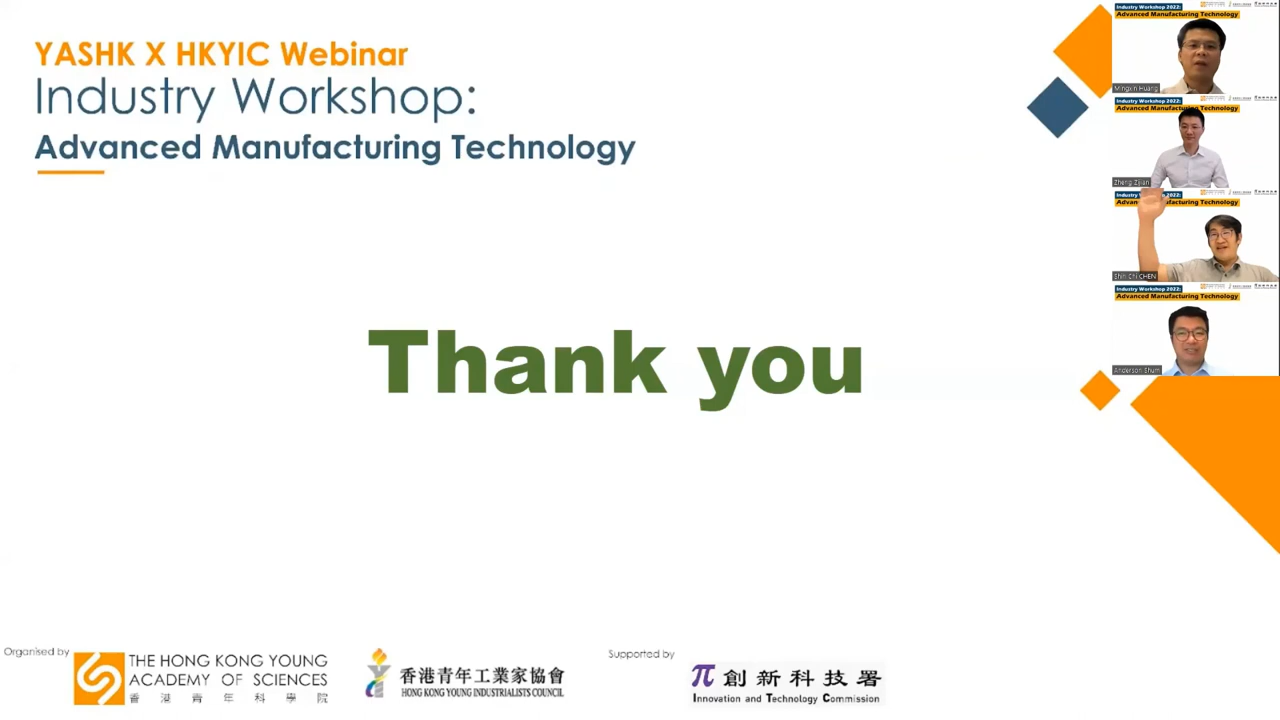 YASHK X HKYIC Webinar
Industry Workshop:
Advanced Manufacturing Technology
Thank you
Industry Workshop 2022:
Advanced Manufacturing Technology
Mingxin Huang
Industry Workshop 2022:
Advanced Manufacturing Technology
Zheng Zijian
Industry Workshop 2022:
Advanced Manufacturing Technology
Shih Chi CHEN
Industry Workshop 2022:
Advanced Manufacturing Technology
Anderson Shum
Organised by
THE HONG KONG YOUNG
ACADEMY OF SCIENCES
香港青年科學院
香港青年工業家協會
HONG KONG YOUNG INDUSTRIALISTS COUNCIL
Supported by
創新科技署
Innovation and Technology Commission